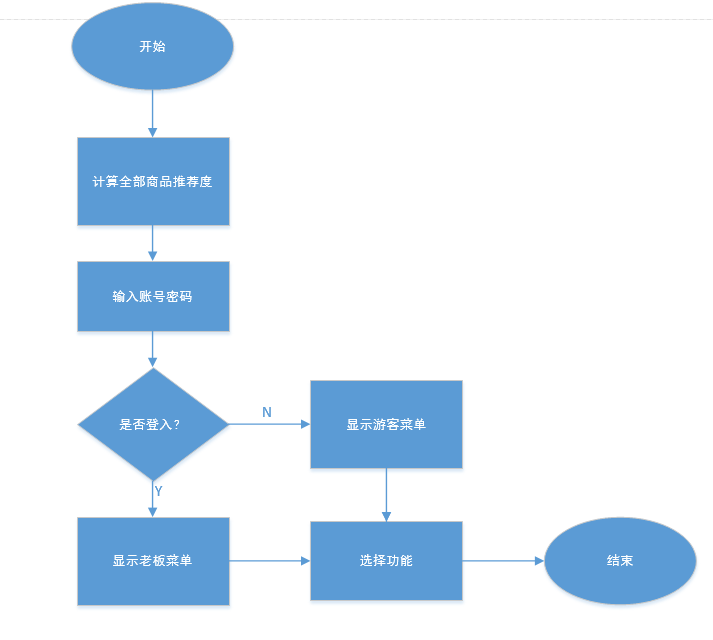 开始
计算全部商品推荐度
输入账号密码
是否登入？
N
显示游客菜单
Y
显示老板菜单
选择功能
结束